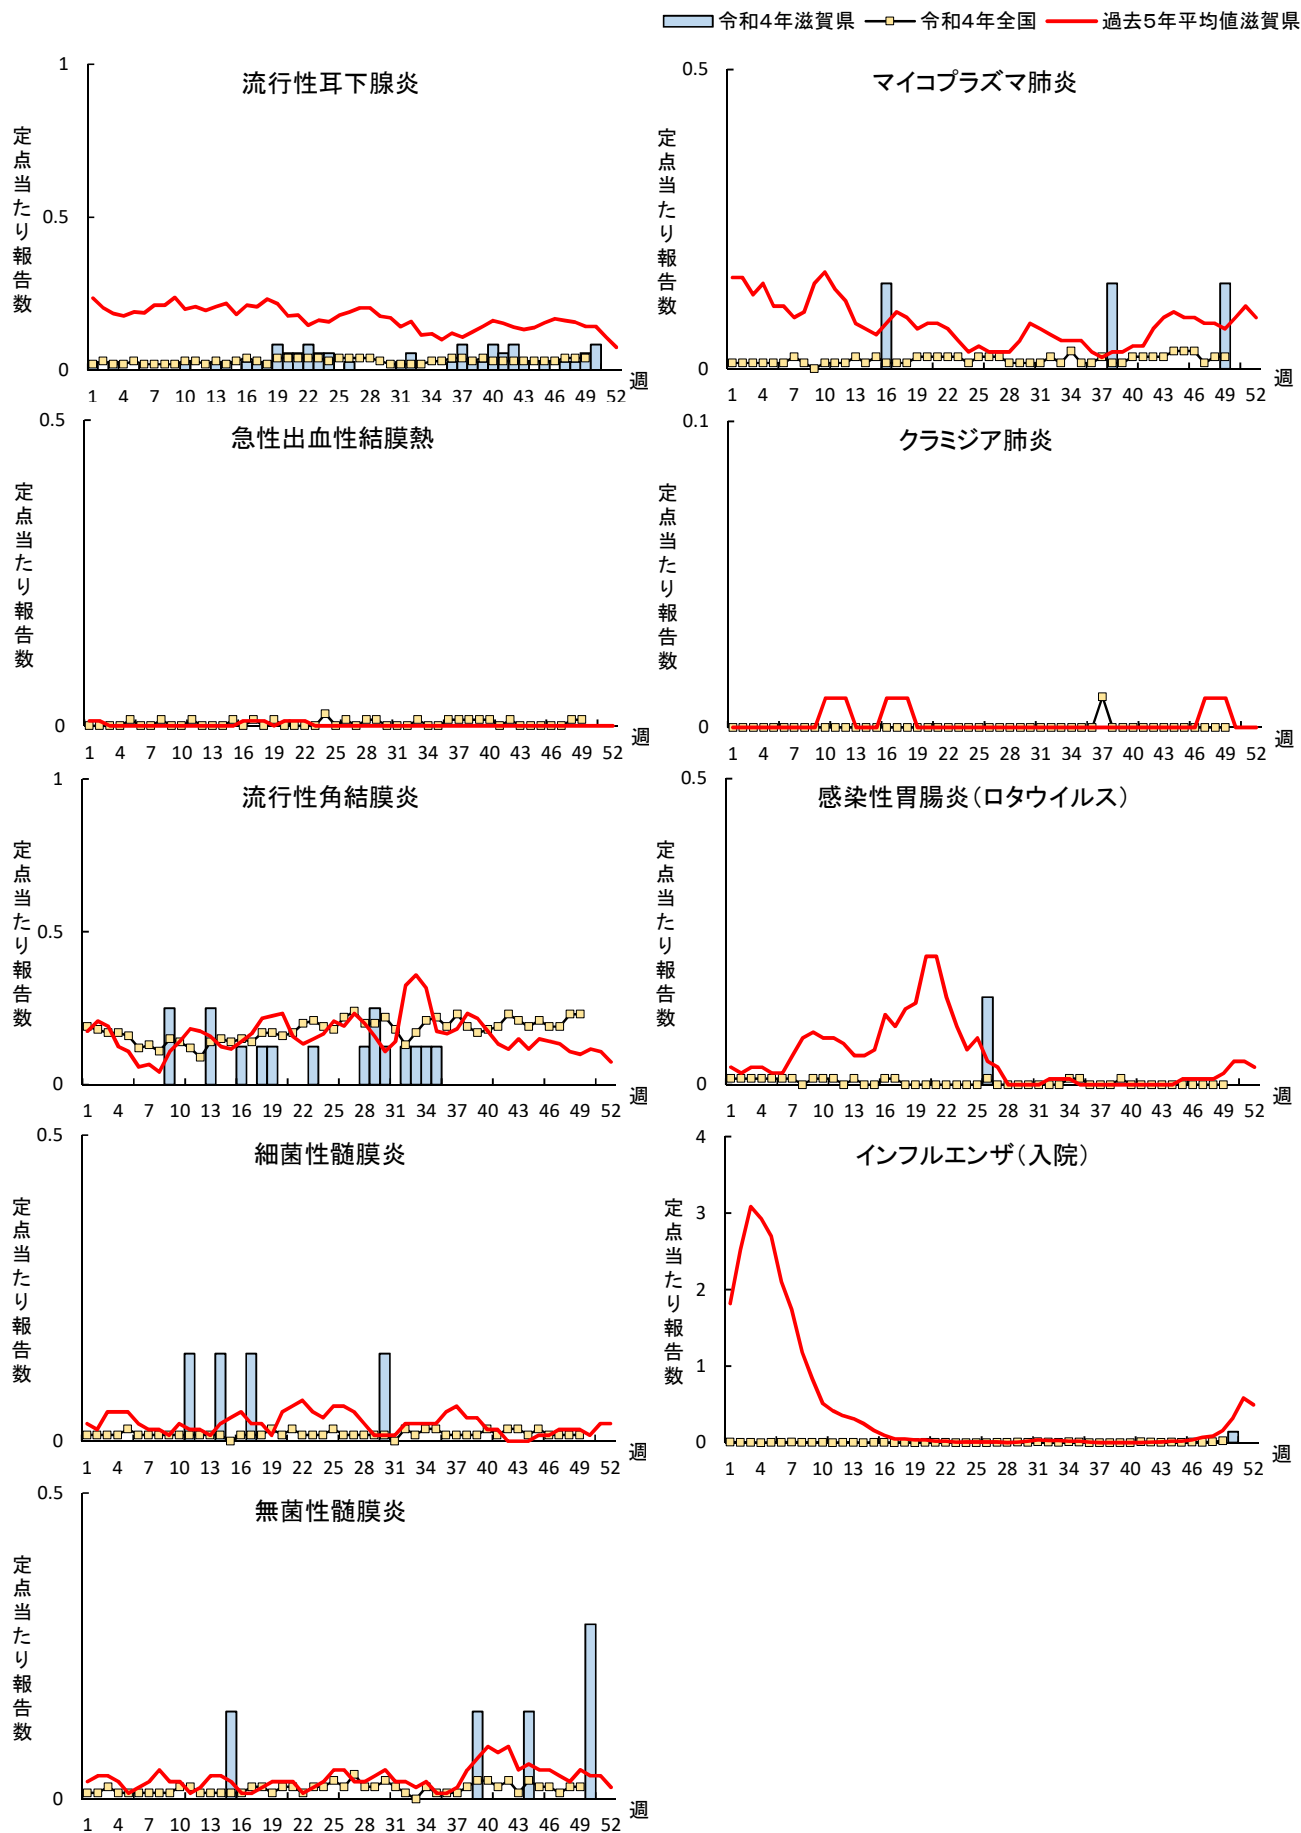 令和４年滋賀県 令和４年全国 過去５年平均値滋賀県
流行性耳下腺炎
定点当たり報告数
1
0.5
0
1 4 7 10 13 16 19 22 25 28 31 34 37 40 43 46 49 52
週
マイコプラズマ肺炎
定点当たり報告数
0.5
0
1 4 7 10 13 16 19 22 25 28 31 34 37 40 43 46 49 52
週
急性出血性結膜熱
定点当たり報告数
0.5
0
1 4 7 10 13 16 19 22 25 28 31 34 37 40 43 46 49 52
週
クラミジア肺炎
定点当たり報告数
0.1
0
1 4 7 10 13 16 19 22 25 28 31 34 37 40 43 46 49 52
週
流行性角結膜炎
定点当たり報告数
1
0.5
0
1 4 7 10 13 16 19 22 25 28 31 34 37 40 43 46 49 52
週
感染性胃腸炎（ロタウイルス）
定点当たり報告数
0.5
0
1 4 7 10 13 16 19 22 25 28 31 34 37 40 43 46 49 52
週
細菌性髄膜炎
定点当たり報告数
0.5
0
1 4 7 10 13 16 19 22 25 28 31 34 37 40 43 46 49 52
週
インフルエンザ（入院）
定点当たり報告数
4
3
2
1
0
1 4 7 10 13 16 19 22 25 28 31 34 37 40 43 46 49 52
週
無菌性髄膜炎
定点当たり報告数
0.5
0
1 4 7 10 13 16 19 22 25 28 31 34 37 40 43 46 49 52
週